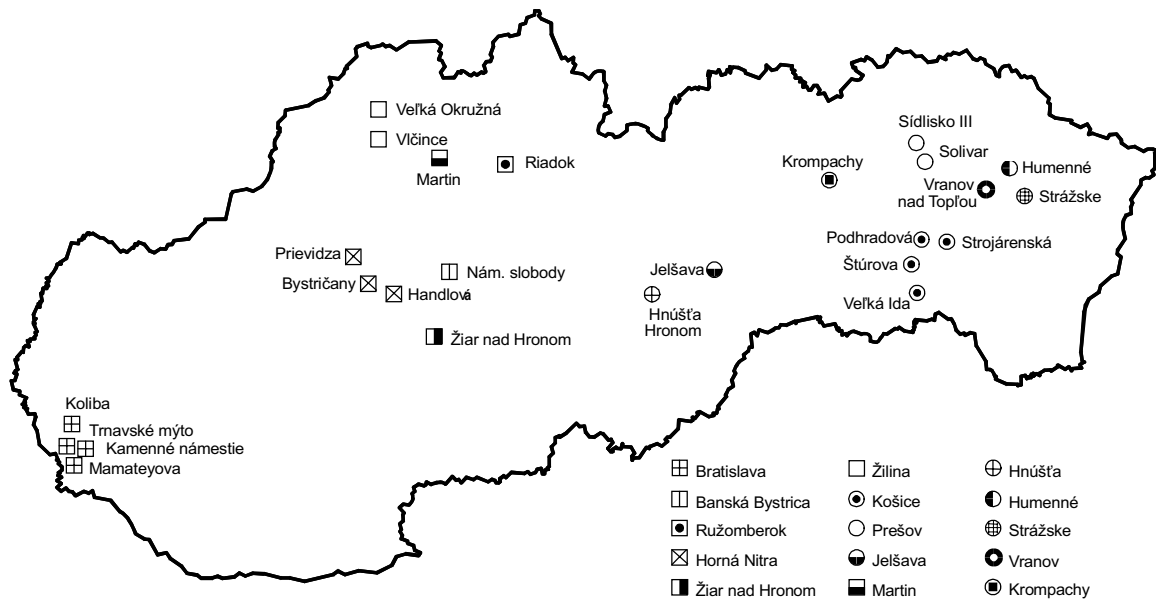 Veľká Okružná
Vlčince
Martin
Riadok
Sídlisko III
Solivar
Krompachy
Humenné
Vranov
nad Topľou
Strážske
Prievidza
Bystričany
Handlová
Nám. slobody
Žiar nad Hronom
Jelšava
Hnúšťa
Hronom
Podhradová
Strojárenská
Štúrova
Veľká Ida
Koliba
Trnavské mýto
Kamenné námestie
Mamateyova
Bratislava
Banská Bystrica
Ružomberok
Horná Nitra
Žiar nad Hronom
Žilina
Košice
Prešov
Jelšava
Martin
Hnúšťa
Humenné
Strážske
Vranov
Krompachy